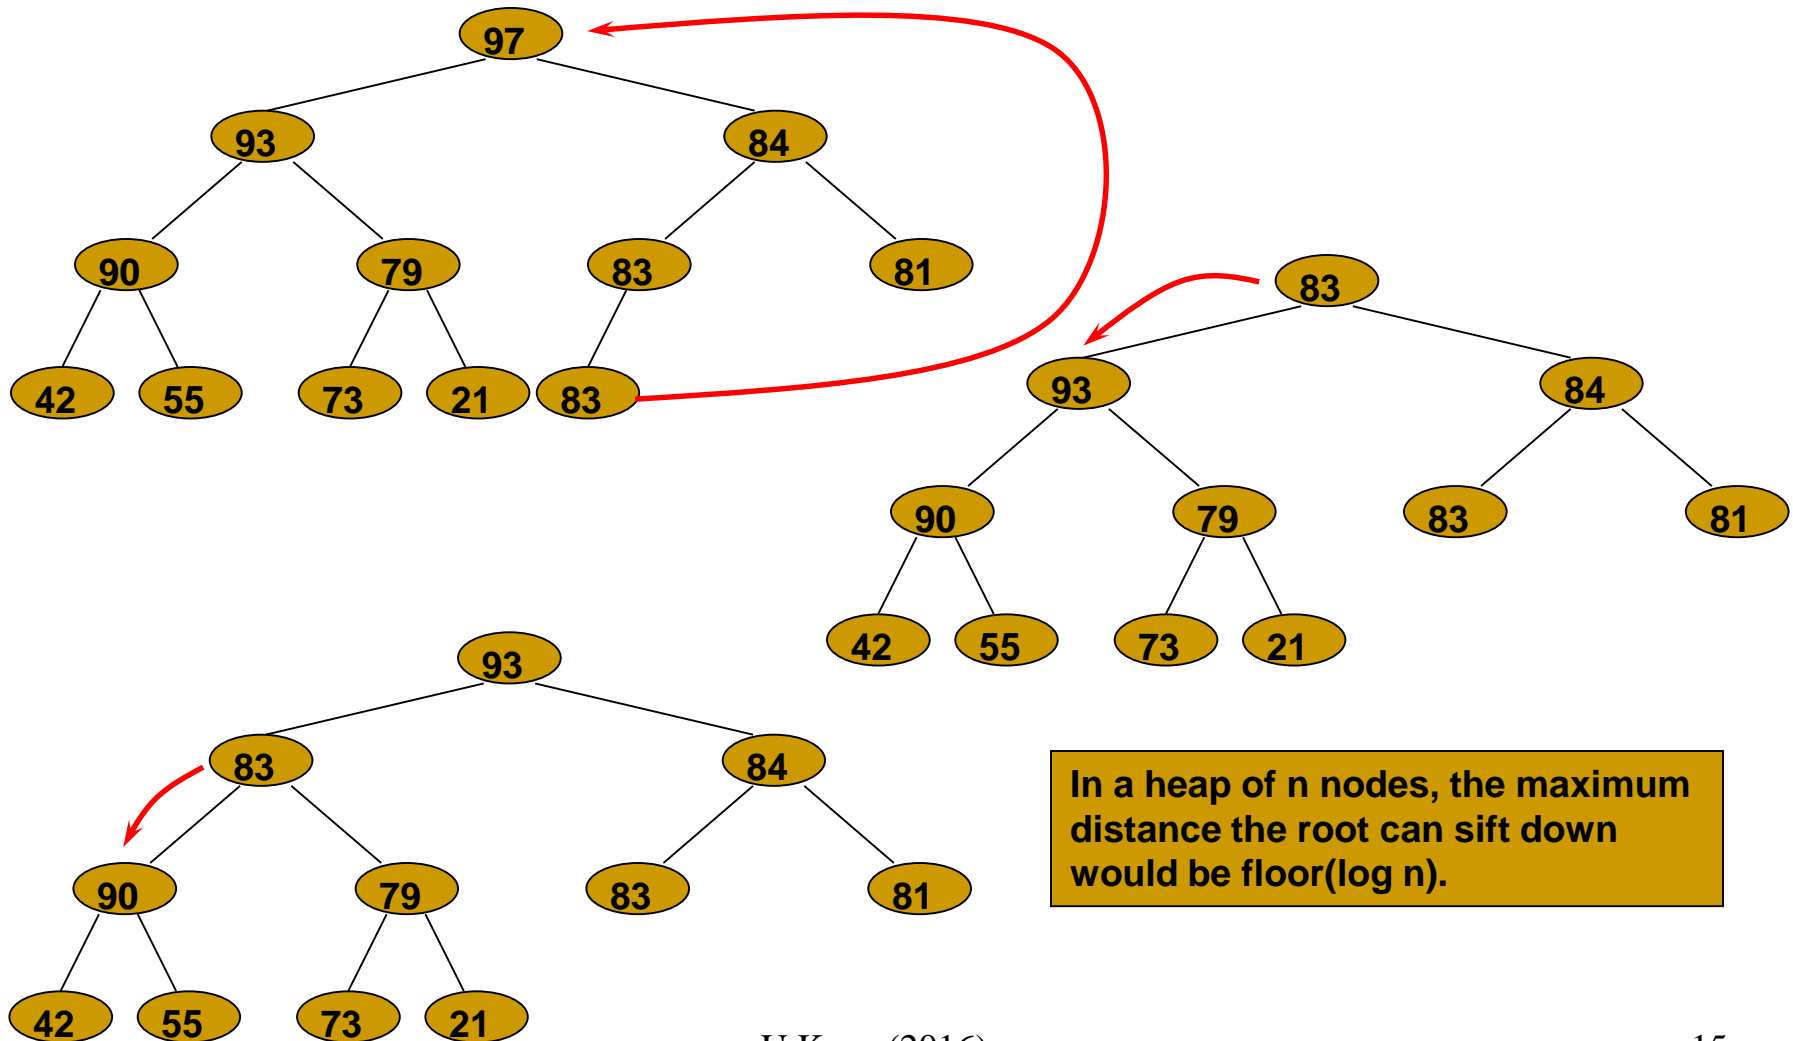 97
93 84
90 79 83 81
42 55 73 21 83
83
93 84
90 79 83 81
42 55 73 21
93
83 84
90 79 83 81
42 55 73 21
In a heap of n nodes, the maximum
distance the root can sift down
would be floor(log n).
(2016) 15